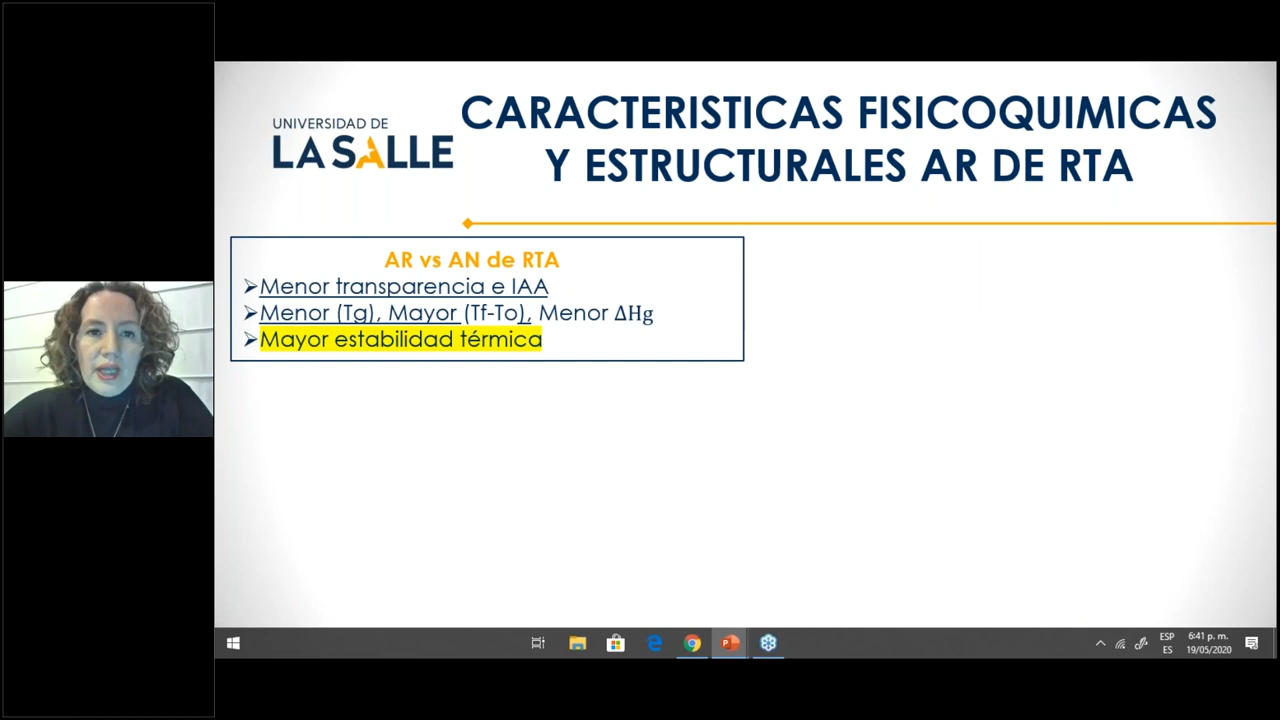 UNIVERSIDAD DE
LA SALLE
CARACTERISTICAS FISICOQUIMICAS
Y ESTRUCTURALES AR DE RTA
AR vs AN de RTA
➢Menor transparencia e IAA
➢Menor (Tg), Mayor (Tf-To), Menor ΔHg
➢Mayor estabilidad térmica
ESP
ES
6:41 p. m.
19/05/2020